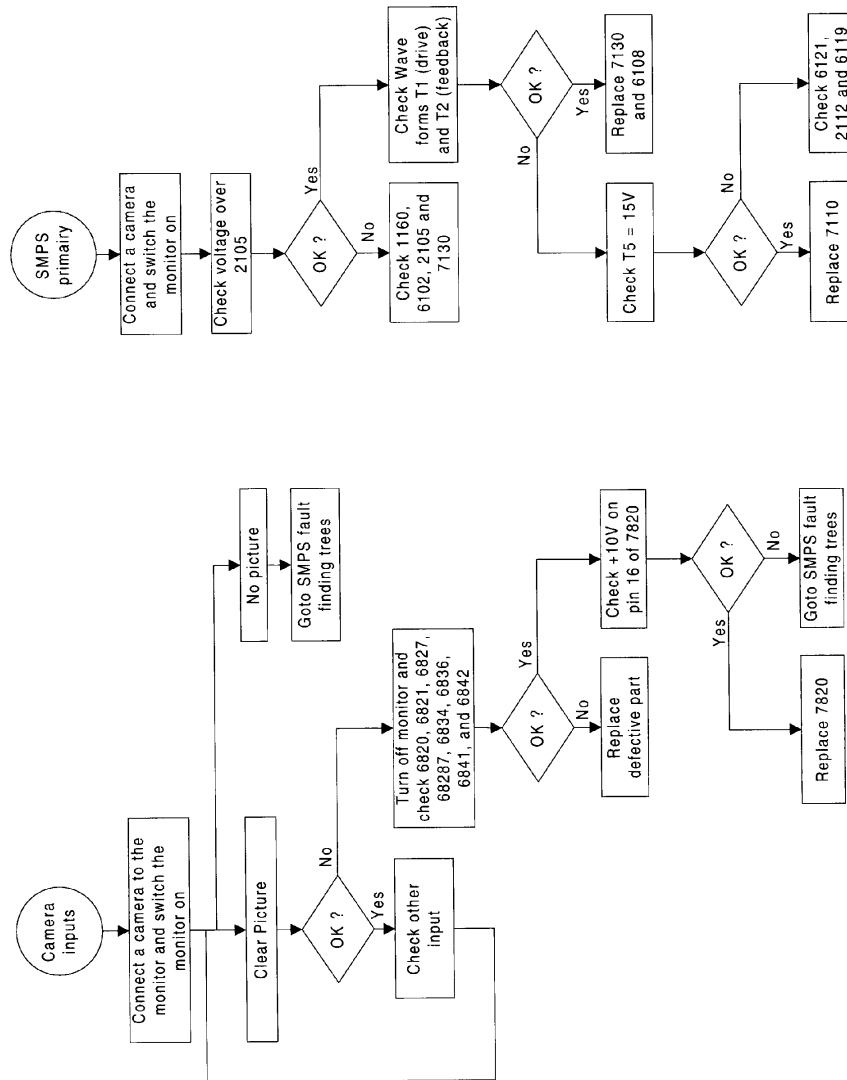 Camera
inputs
Connect a camera to the
monitor and switch the
monitor on
Clear Picture
No picture
Goto SMPS fault
finding trees
OK ?
No
Yes
Check other
input
Turn off monitor and
check 6820, 6821, 6827,
68287, 6834, 6836,
6841, and 6842
OK ?
Yes
No
Replace
defective part
Check +10V on
pin 16 of 7820
OK ?
Yes
No
Replace 7820
Goto SMPS fault
finding trees
SMPS
primairy
Connect a camera
and switch the
monitor on
Check voltage over
2105
OK ?
Yes
No
Check 1160,
6102, 2105 and
7130
Check Wave
forms T1 (drive)
and T2 (feedback)
OK ?
No
Yes
Replace 7130
and 6108
Check T5 = 15V
OK ?
No
Yes
Replace 7110
Check 6121,
2112 and 6119